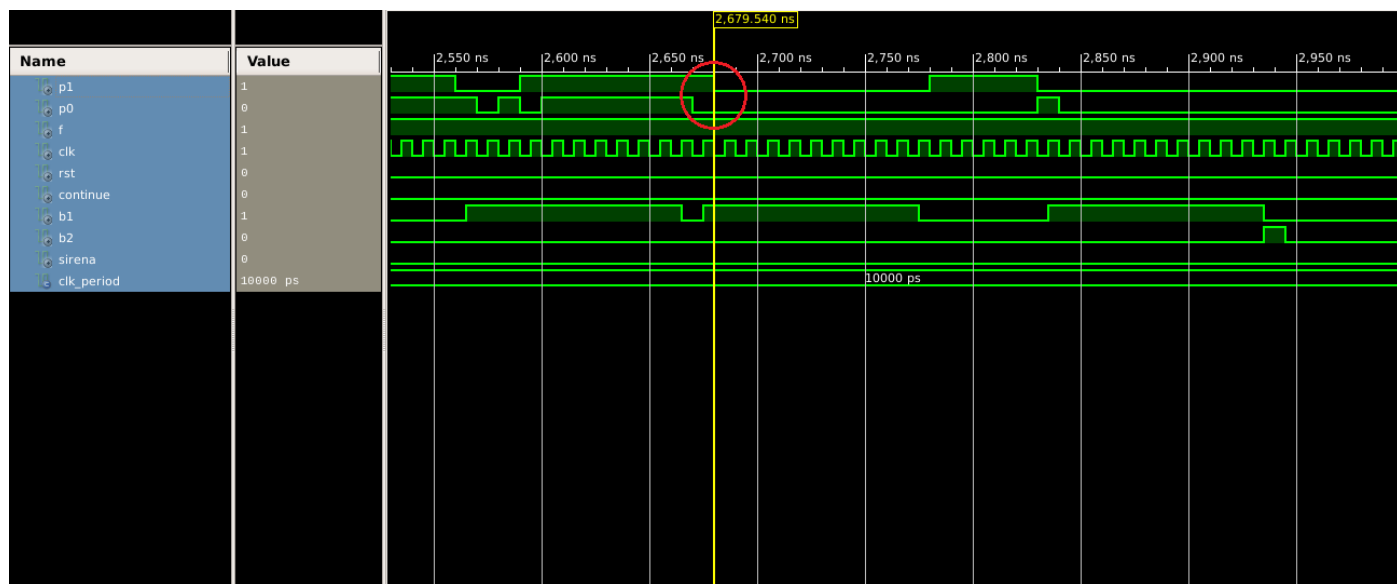 2,679.540 ns
Name Value
2,550 ns 2,600 ns 2,650 ns 2,700 ns 2,750 ns 2,800 ns 2,850 ns 2,900 ns 2,950 ns
p1 1
p0 0
f 1
clk 1
rst 0
continue 0
b1 1
b2 0
sirena 0
clk_period 10000 ps 10000 ps